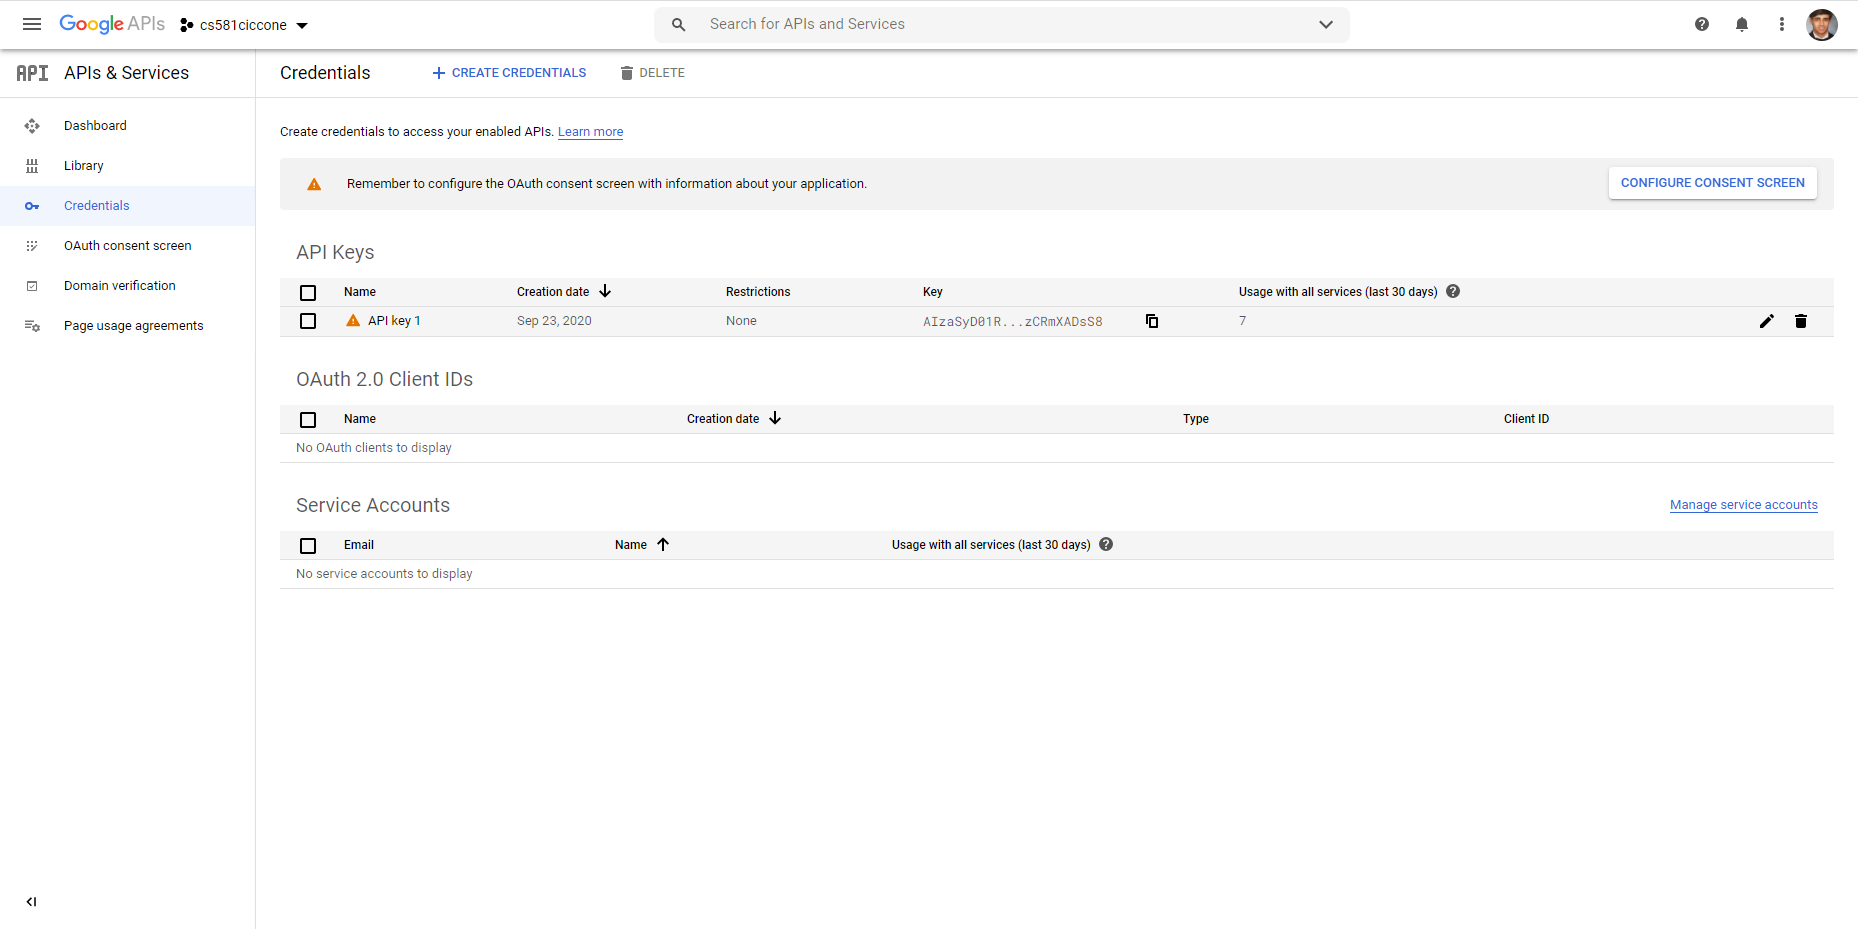 Google APIs cs581ciccone Search for APIs and Services
API APIs & Services Credentials CREATE CREDENTIALS DELETE
Dashboard
Library
Credentials
OAuth consent screen
Domain verification
Page usage agreements
Create credentials to access your enabled APIs. Learn more
Remember to configure the OAuth consent screen with information about your application. CONFIGURE CONSENT SCREEN
API Keys
Name Creation date Restrictions Key Usage with all services (last 30 days)
API key 1 Sep 23, 2020 None AIzaSyD01R...zCRmXADsS8 7
OAuth 2.0 Client IDs
Name Creation date Type Client ID
No OAuth clients to display
Service Accounts Manage service accounts
Email Name Usage with all services (last 30 days)
No service accounts to display